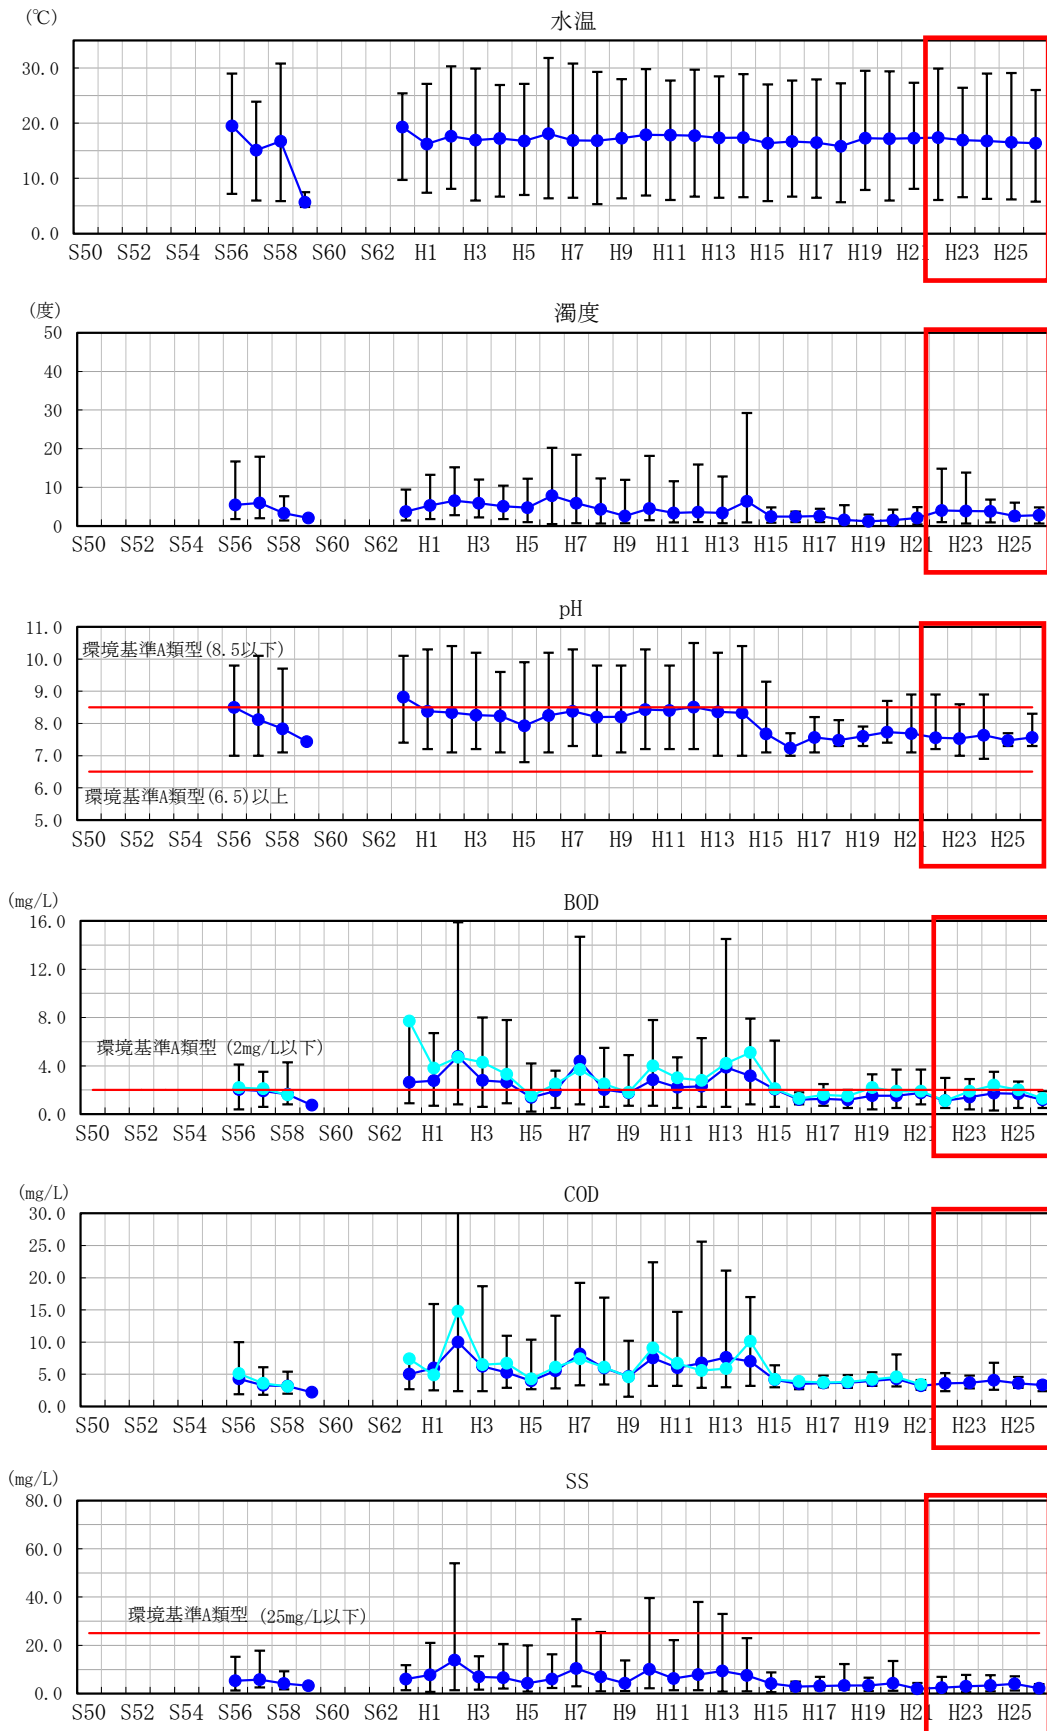 (℃)
水温
30.0
20.0
10.0
0.0
S50 S52 S54 S56 S58 S60 S62 H1 H3 H5 H7 H9 H11 H13 H15 H17 H19 H21 H23 H25
(度)
濁度
50
40
30
20
10
0
S50 S52 S54 S56 S58 S60 S62 H1 H3 H5 H7 H9 H11 H13 H15 H17 H19 H21 H23 H25
pH
11.0
環境基準A類型(8.5以下)
10.0
9.0
8.0
7.0
6.0
環境基準A類型(6.5)以上
5.0
S50 S52 S54 S56 S58 S60 S62 H1 H3 H5 H7 H9 H11 H13 H15 H17 H19 H21 H23 H25
(mg/L)
BOD
16.0
12.0
8.0
環境基準A類型 (2mg/L以下)
4.0
0.0
S50 S52 S54 S56 S58 S60 S62 H1 H3 H5 H7 H9 H11 H13 H15 H17 H19 H21 H23 H25
(mg/L)
COD
30.0
25.0
20.0
15.0
10.0
5.0
0.0
S50 S52 S54 S56 S58 S60 S62 H1 H3 H5 H7 H9 H11 H13 H15 H17 H19 H21 H23 H25
(mg/L)
SS
80.0
60.0
40.0
環境基準A類型 (25mg/L以下)
20.0
0.0
S50 S52 S54 S56 S58 S60 S62 H1 H3 H5 H7 H9 H11 H13 H15 H17 H19 H21 H23 H25